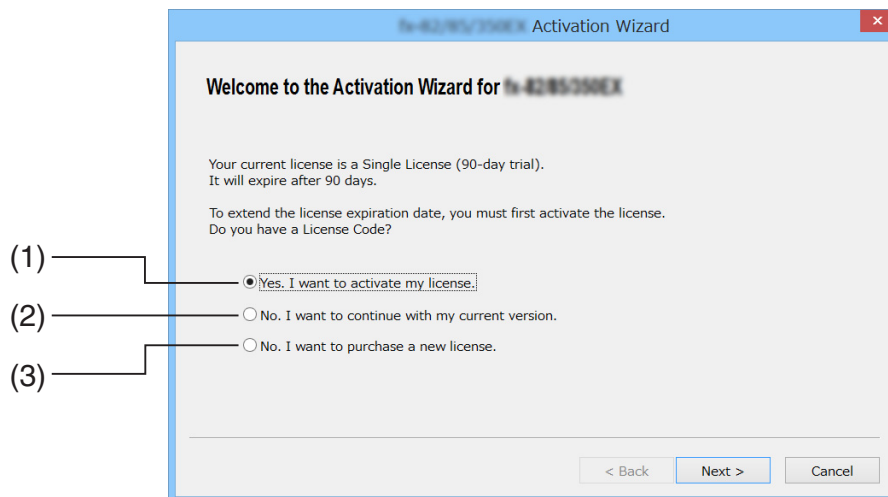 Activation Wizard
Welcome to the Activation Wizard for
Your current license is a Single License (90-day trial).
It will expire after 90 days.
To extend the license expiration date, you must first activate the license.
Do you have a License Code?
(1)
Yes. I want to activate my license.
(2)
No. I want to continue with my current version.
(3)
No. I want to purchase a new license.
< Back
Next >
Cancel